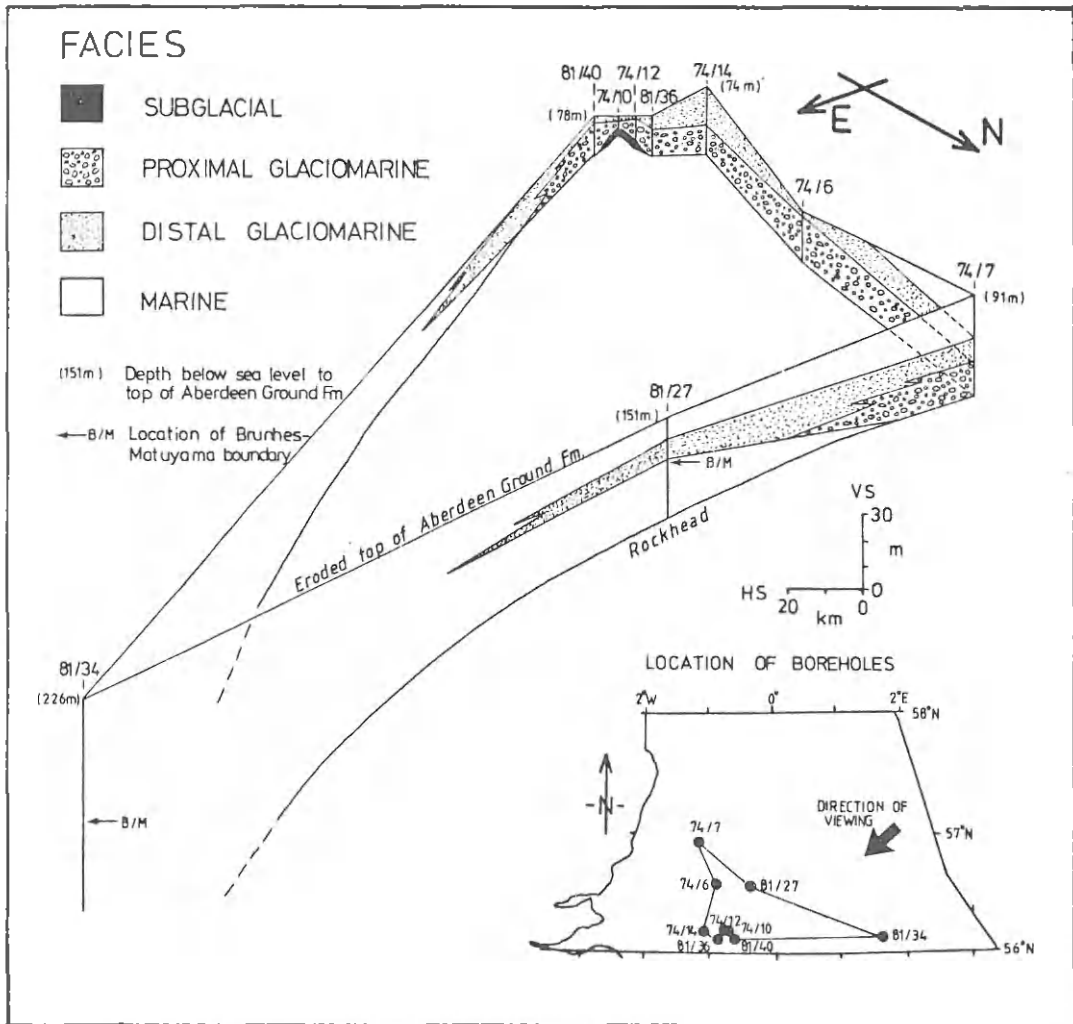 FACIES
SUBGLACIAL
PROXIMAL GLACIOMARINE
DISTAL GLACIOMARINE
MARINE
(151m) Depth below sea level to
top of Aberdeen Ground Fm
B/M Location of Brunhes-
Matuyama boundary
81/40 74/12 74/14
74/10 81/36 (74m)
(78m)
E
N
74/6
74/7
(91m)
81/27
(151m)
B/M
Eroded top of Aberdeen Ground Fm.
Rockhead
VS
30
m
0
HS
20 0
km
81/34
(226m)
B/M
LOCATION OF BOREHOLES
2°W 0° 2°E
58°N
-N-
DIRECTION OF
VIEWING
57°N
74/7
74/6 81/27
74/14 74/12 74/10 81/34
81/36 81/40
56°N